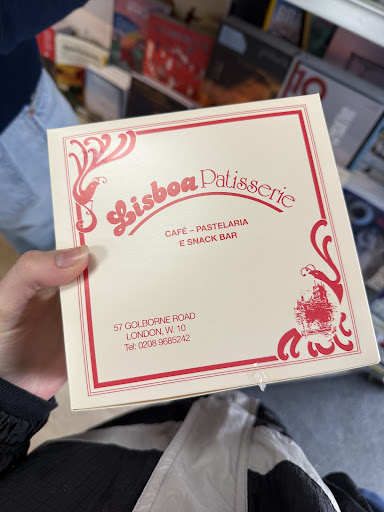 Lisboa Patisserie
CAFÉ - PASTELARIA
E SNACK BAR
57 GOLBORNE ROAD
LONDON, W. 10
Tel: 0208 9685242